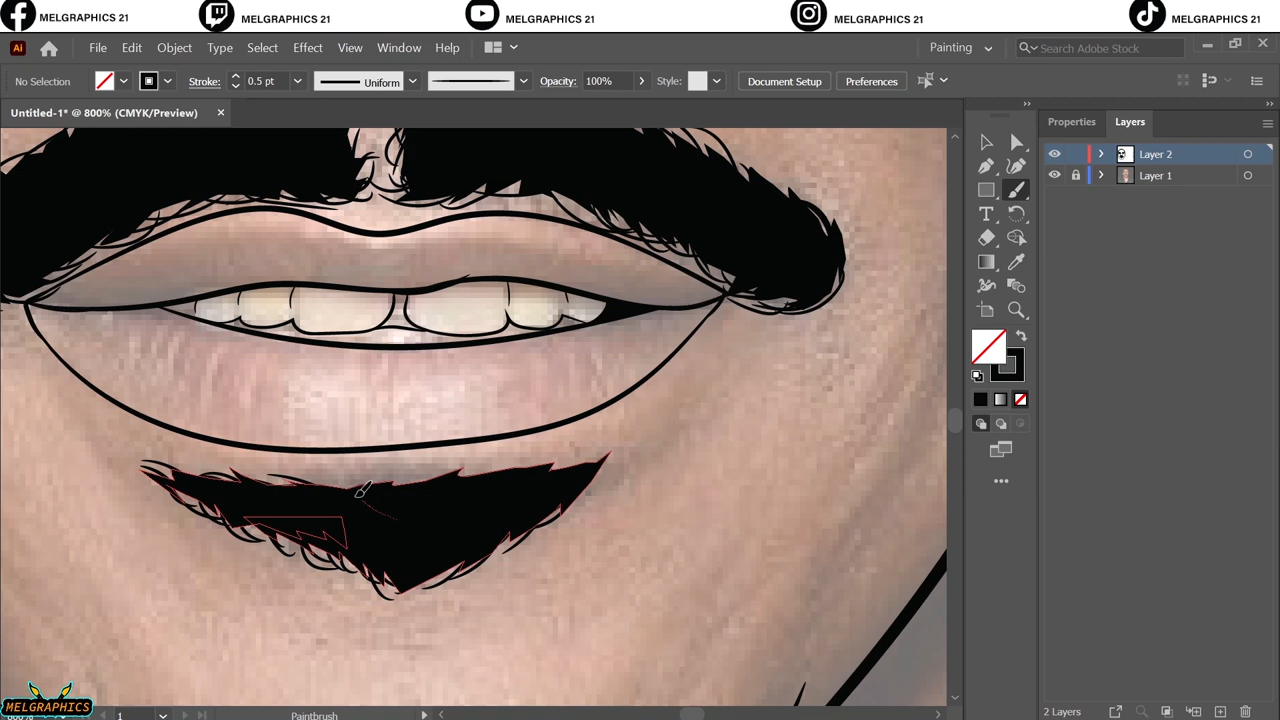 MELGRAPHICS 21
MELGRAPHICS 21
MELGRAPHICS 21
MELGRAPHICS 21
MELGRAPHICS 21
Ai
File Edit Object Type Select Effect View Window Help
Painting
Search Adobe Stock
No Selection
Stroke:
0.5 pt
Uniform
Opacity:
100%
Style:
Document Setup
Preferences
Untitled-1* @ 800% (CMYK/Preview)
Properties
Layers
Layer 2
Layer 1
MELGRAPHICS
1
Paintbrush
2 Layers